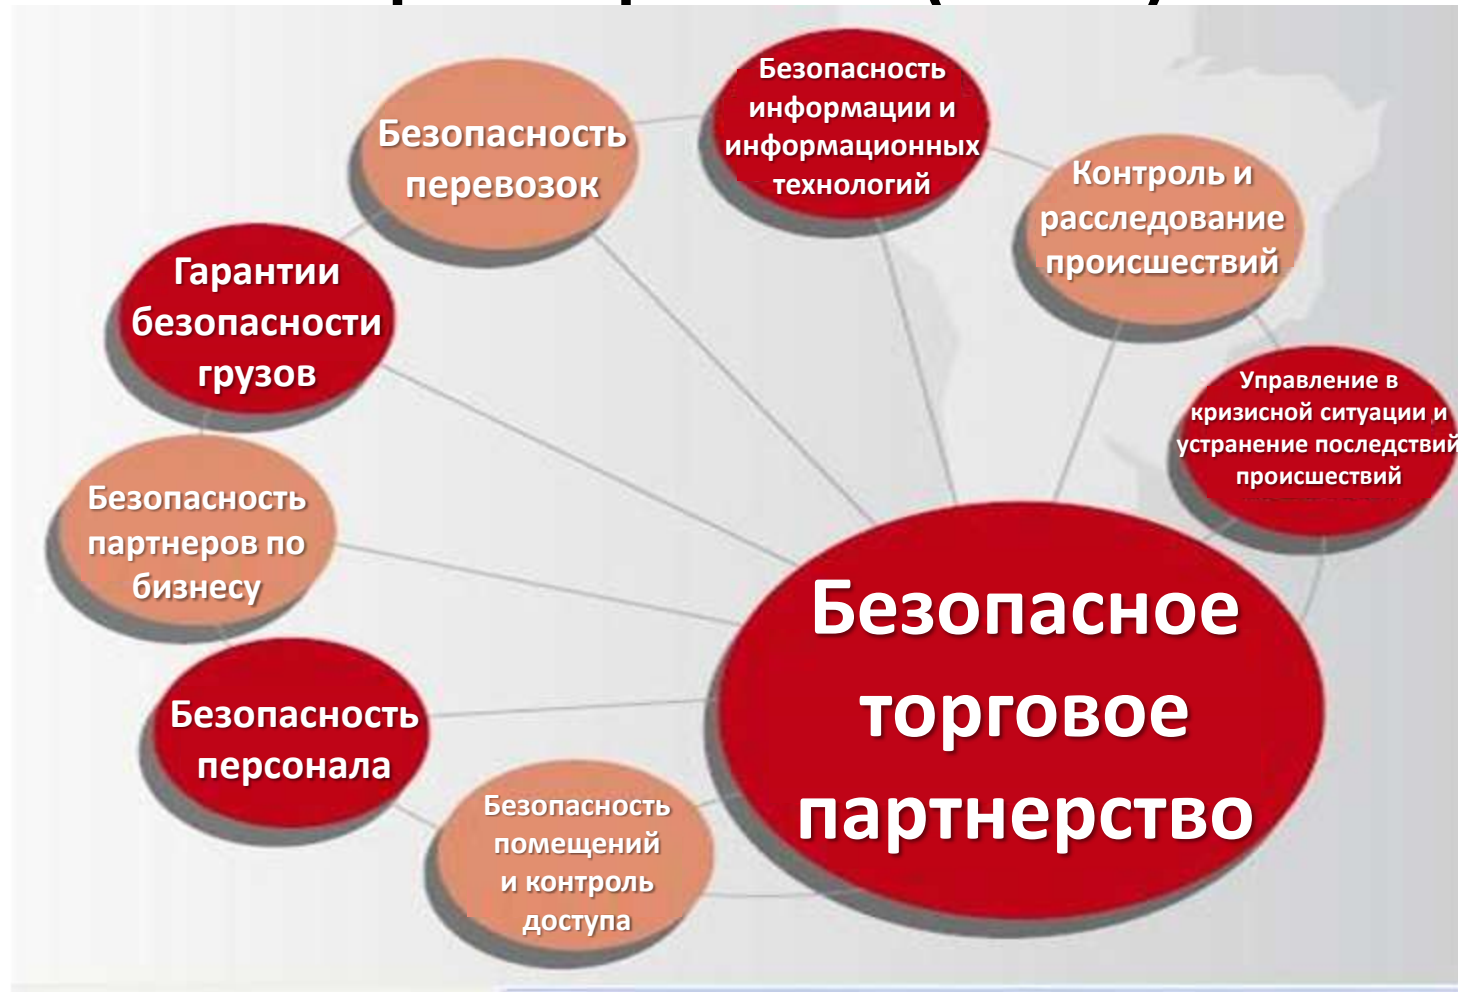 Безопасность
информации и
информационных
технологий
Безопасность
перевозок
Контроль и
расследование
происшествий
Гарантии
безопасности
грузов
Управление в
кризисной ситуации и
устранение последствий
происшествий
Безопасность
партнеров по
бизнесу
Безопасное
торговое
партнерство
Безопасность
персонала
Безопасность
помещений
и контроль
доступа